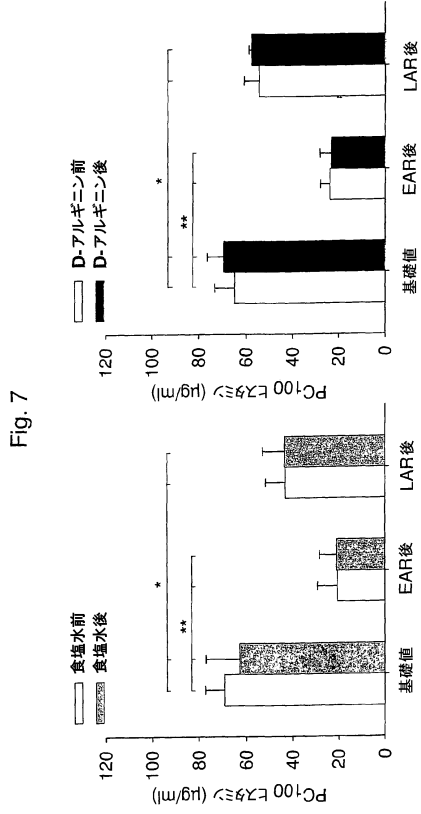 Fig. 7
食塩水前
食塩水後
**
*
120
100
80
60
40
20
0
PC100 ヒスタミン (μg/ml)
基礎値
EAR後
LAR後
D-アルギニン前
D-アルギニン後
**
*
120
100
80
60
40
20
0
PC100 ヒスタミン (μg/ml)
基礎値
EAR後
LAR後